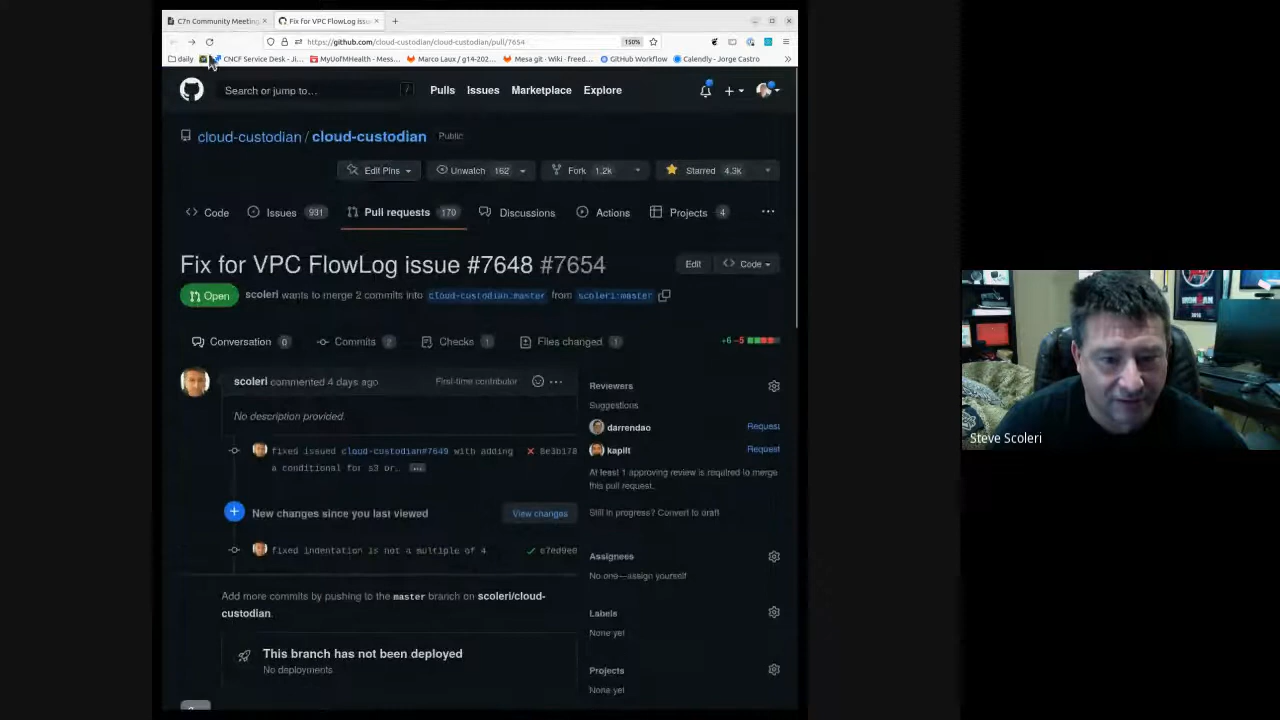 C7n Community Meeting
Fix for VPC FlowLog issu
https://github.com/cloud-custodian/cloud-custodian/pull/7654
150%
daily
CNCF Service Desk - Ji...
MyUofMHealth - Mess...
Marco Laux / g14-202...
Mesa git · Wiki · freed...
GitHub Workflow
Calendly - Jorge Castro
Search or jump to...
/
Pulls
Issues
Marketplace
Explore
cloud-custodian / cloud-custodian
Public
Edit Pins
Unwatch 162
Fork 1.2k
Starred 4.3k
Code
Issues 931
Pull requests 170
Discussions
Actions
Projects 4
Fix for VPC FlowLog issue #7648 #7654
Edit
Code
Open
scoleri wants to merge 2 commits into cloud-custodian:master from scoleri:master
Conversation 0
Commits 2
Checks 1
Files changed 1
+6 −5
scoleri commented 4 days ago
First-time contributor
No description provided.
fixed issued cloud-custodian#7649 with adding
a conditional for s3 or…
8e3b178
New changes since you last viewed
View changes
fixed indentation is not a multiple of 4
Add more commits by pushing to the master branch on scoleri/cloud-
custodian.
This branch has not been deployed
No deployments
Reviewers
Suggestions
darrendao
Request
kapilt
Request
At least 1 approving review is required to merge
this pull request.
Still in progress? Convert to draft
Assignees
No one—assign yourself
Labels
None yet
Projects
None yet
Steve Scoleri